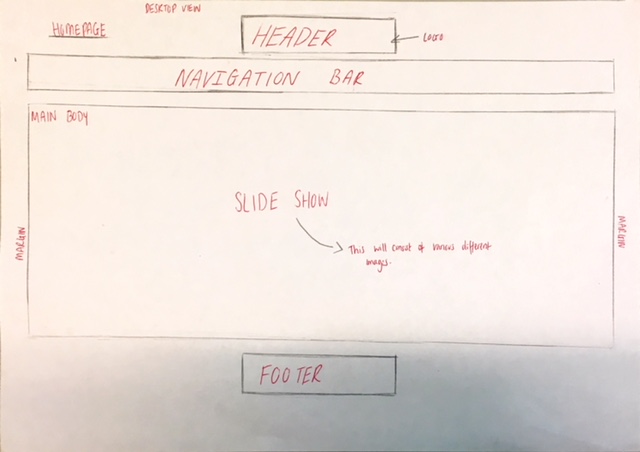 DESKTOP VIEW
HOMEPAGE
HEADER
LOGO
NAVIGATION BAR
MAIN BODY
SLIDE SHOW
MARGIN
MARGIN
This will consist of various different
images.
FOOTER